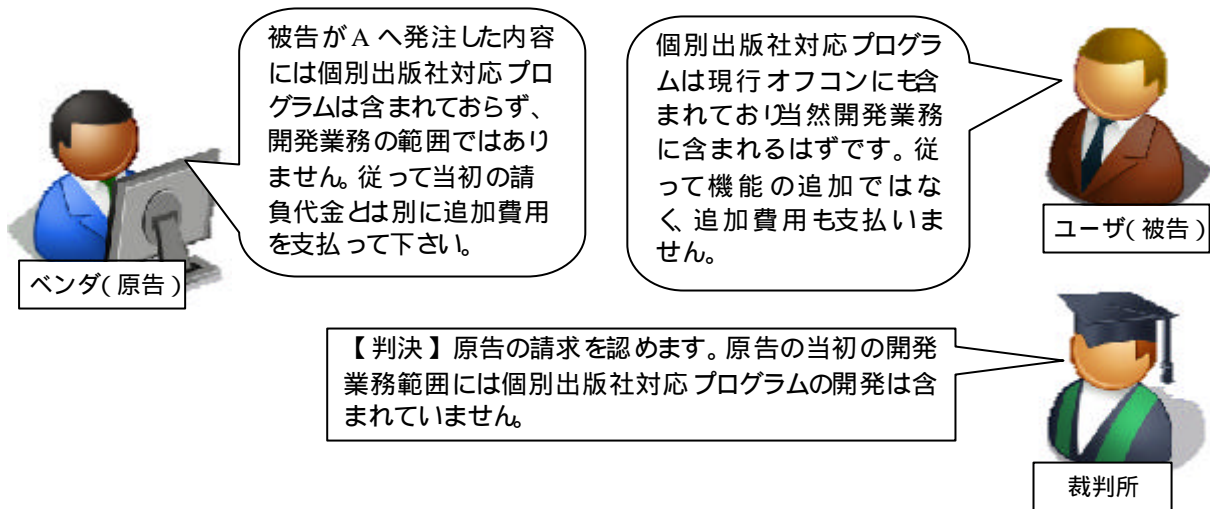 被告がA へ発注した内容
には個別出版社対応プロ
グラムは含まれておらず、
開発業務の範囲ではあり
ません。従って当初の請
負代金とは別に追加費用
を支払って下さい。
ベンダ(原告)
個別出版社対応プログラ
ムは現行オフコンにも含
まれており当然開発業務
に含まれるはずです。従
って機能の追加ではな
く、追加費用も支払いま
せん。
ユーザ(被告)
【判決】原告の請求を認めます。原告の当初の開発
業務範囲には個別出版社対応プログラムの開発は含
まれていません。
裁判所